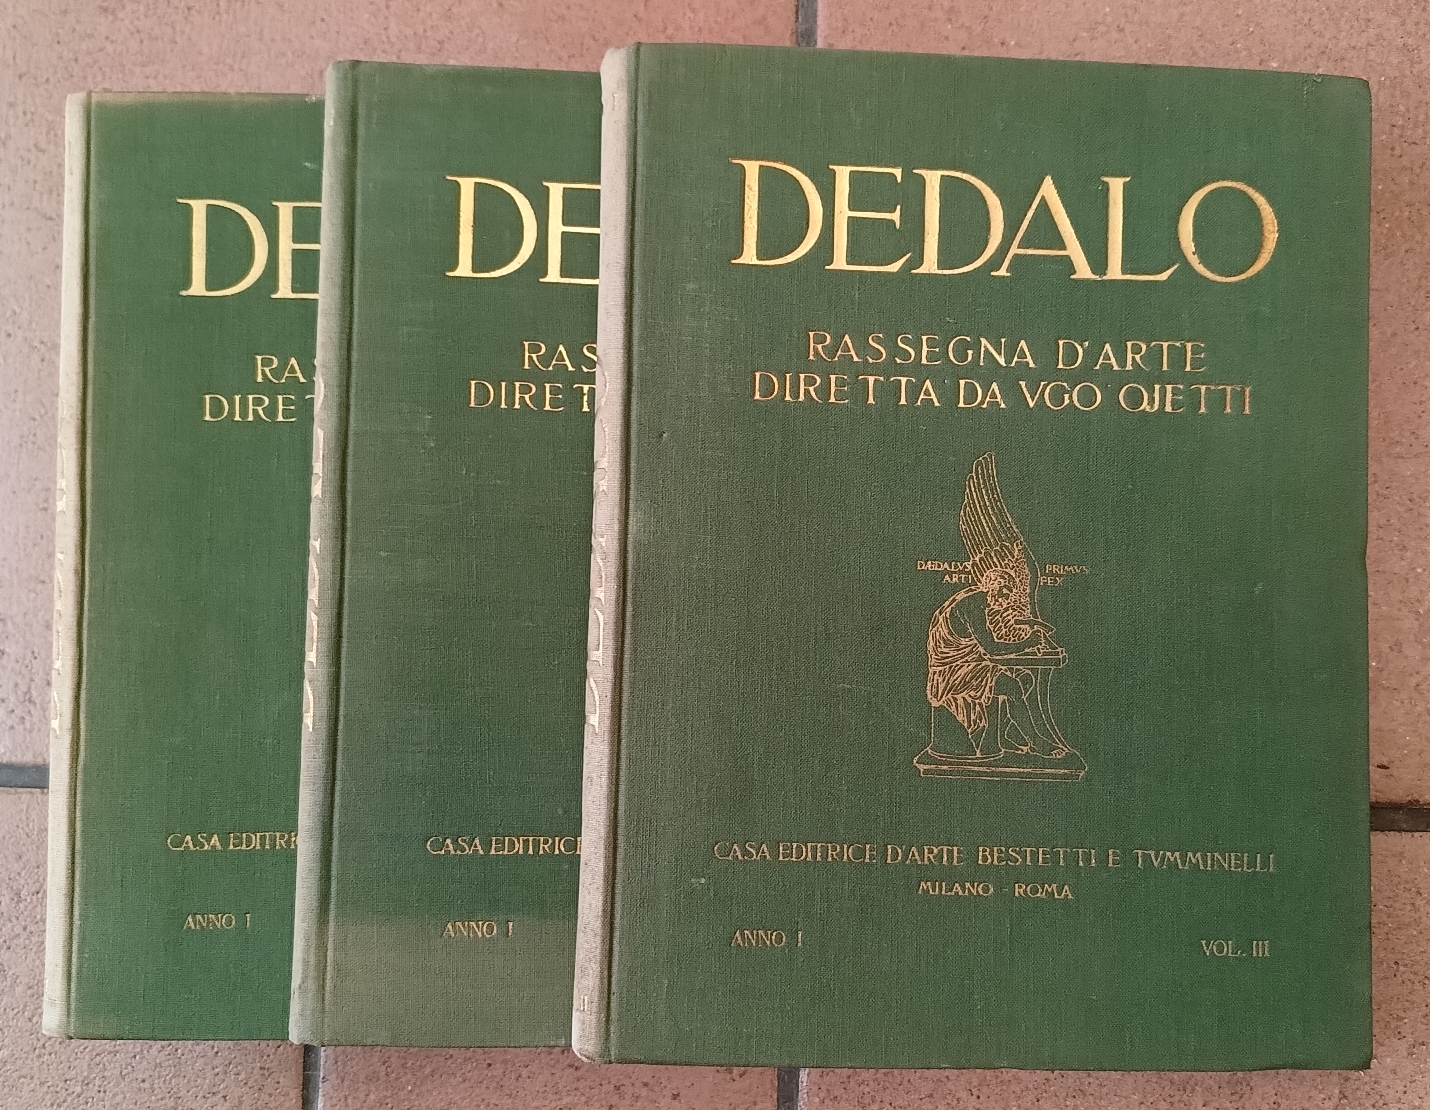 DE
RAS
DIRET
CASA EDITRIC
ANNO I
DE
RAS
DIRET
CASA EDITRICE
ANNO I
DEDALO
RASSEGNA D'ARTE
DIRETTA DA VGO OJETTI
DÆDALVS PRIMVS
ARTI FEX
CASA EDITRICE D'ARTE BESTETTI E TVMMINELLI
MILANO - ROMA
ANNO I VOL. III